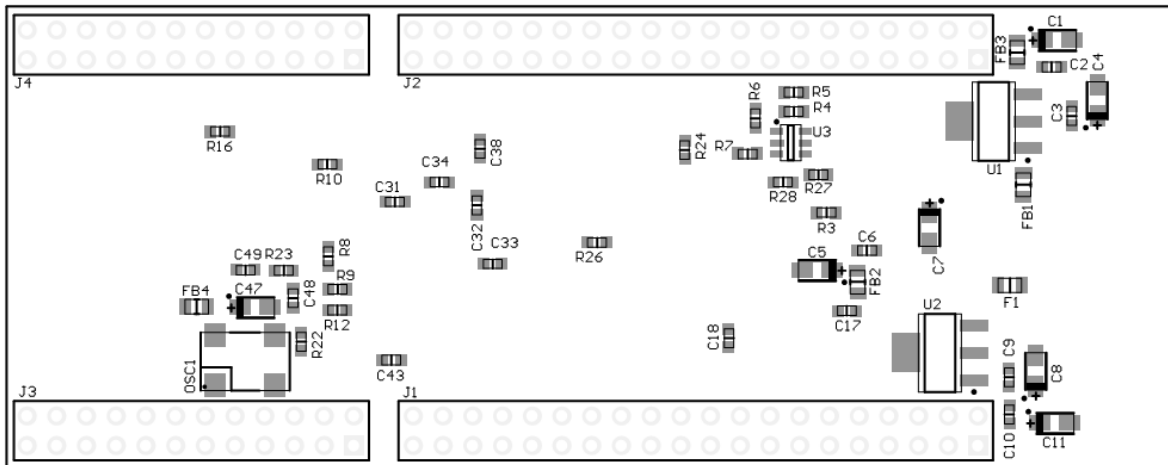 C1
FB3
C4
C2
J4
J2
R6
R5
R4
C3
U3
R16
C38
R24
R7
R10
C34
U1
R27
R28
C31
FB1
R3
C32
C33
R26
C6
C7
R8
C49
R23
C5
FB2
R9
FB4
C47
C48
F1
U2
R12
C17
R22
C18
OSC1
C43
C9
C8
J3
J1
C10
C11